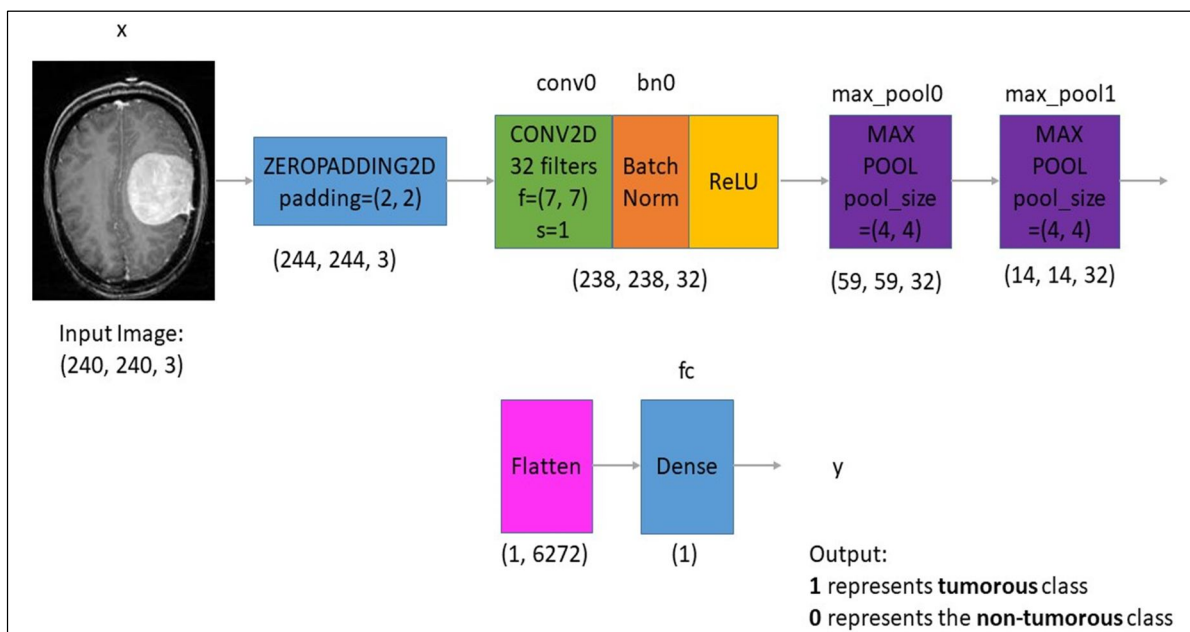 x
Input Image:
(240, 240, 3)
ZEROPADDING2D
padding=(2, 2)
(244, 244, 3)
conv0
bn0
CONV2D
32 filters
f=(7, 7)
s=1
Batch
Norm
ReLU
(238, 238, 32)
max_pool0
MAX
POOL
pool_size
=(4, 4)
(59, 59, 32)
max_pool1
MAX
POOL
pool_size
=(4, 4)
(14, 14, 32)
Flatten
(1, 6272)
fc
Dense
(1)
y
Output:
1 represents tumorous class
0 represents the non-tumorous class